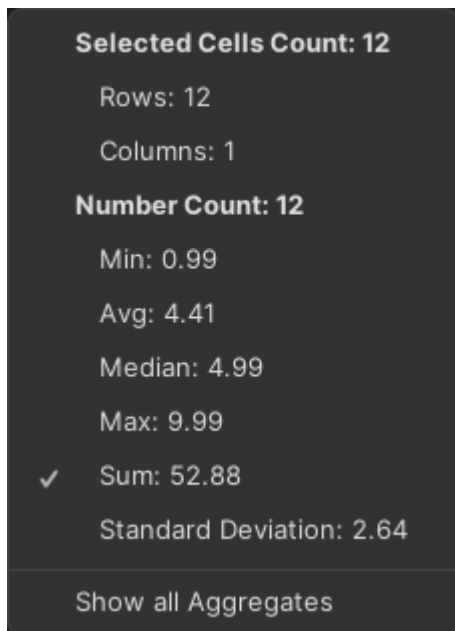 Selected Cells Count: 12
Rows: 12
Columns: 1
Number Count: 12
Min: 0.99
Avg: 4.41
Median: 4.99
Max: 9.99
Sum: 52.88
Standard Deviation: 2.64
Show all Aggregates